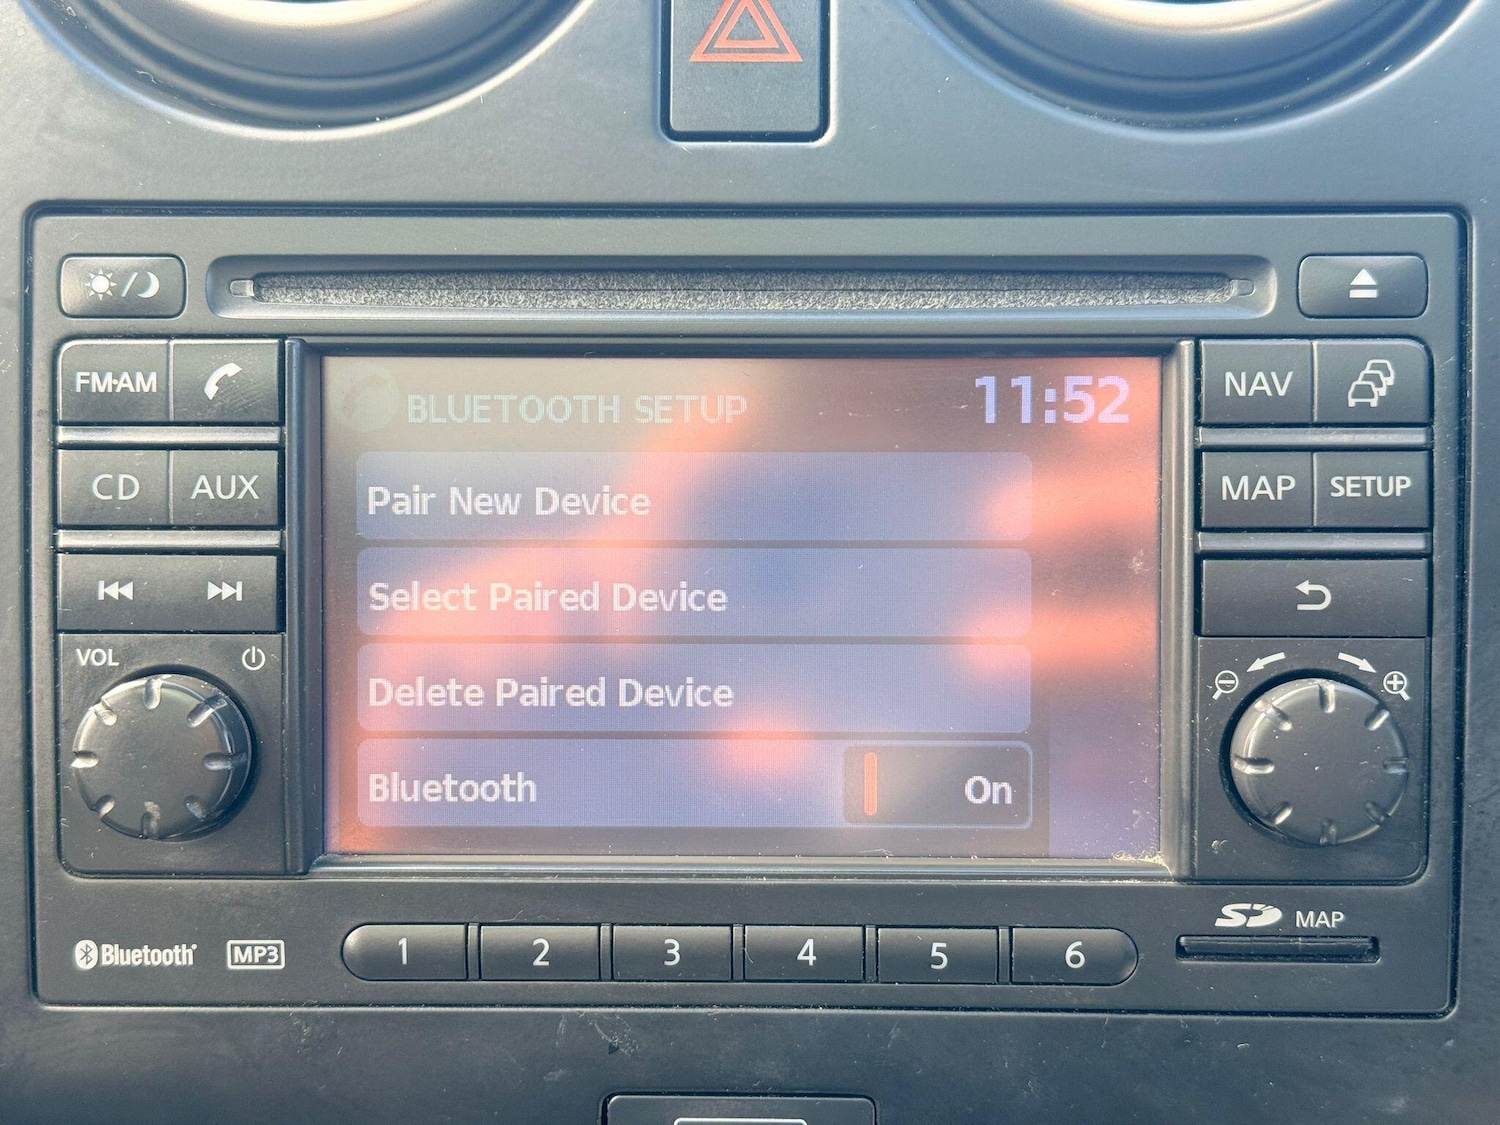 FM·AM
CD AUX
VOL
BLUETOOTH SETUP 11:52
Pair New Device
Select Paired Device
Delete Paired Device
Bluetooth On
NAV
MAP SETUP
Bluetooth MP3
1 2 3 4 5 6
SD MAP